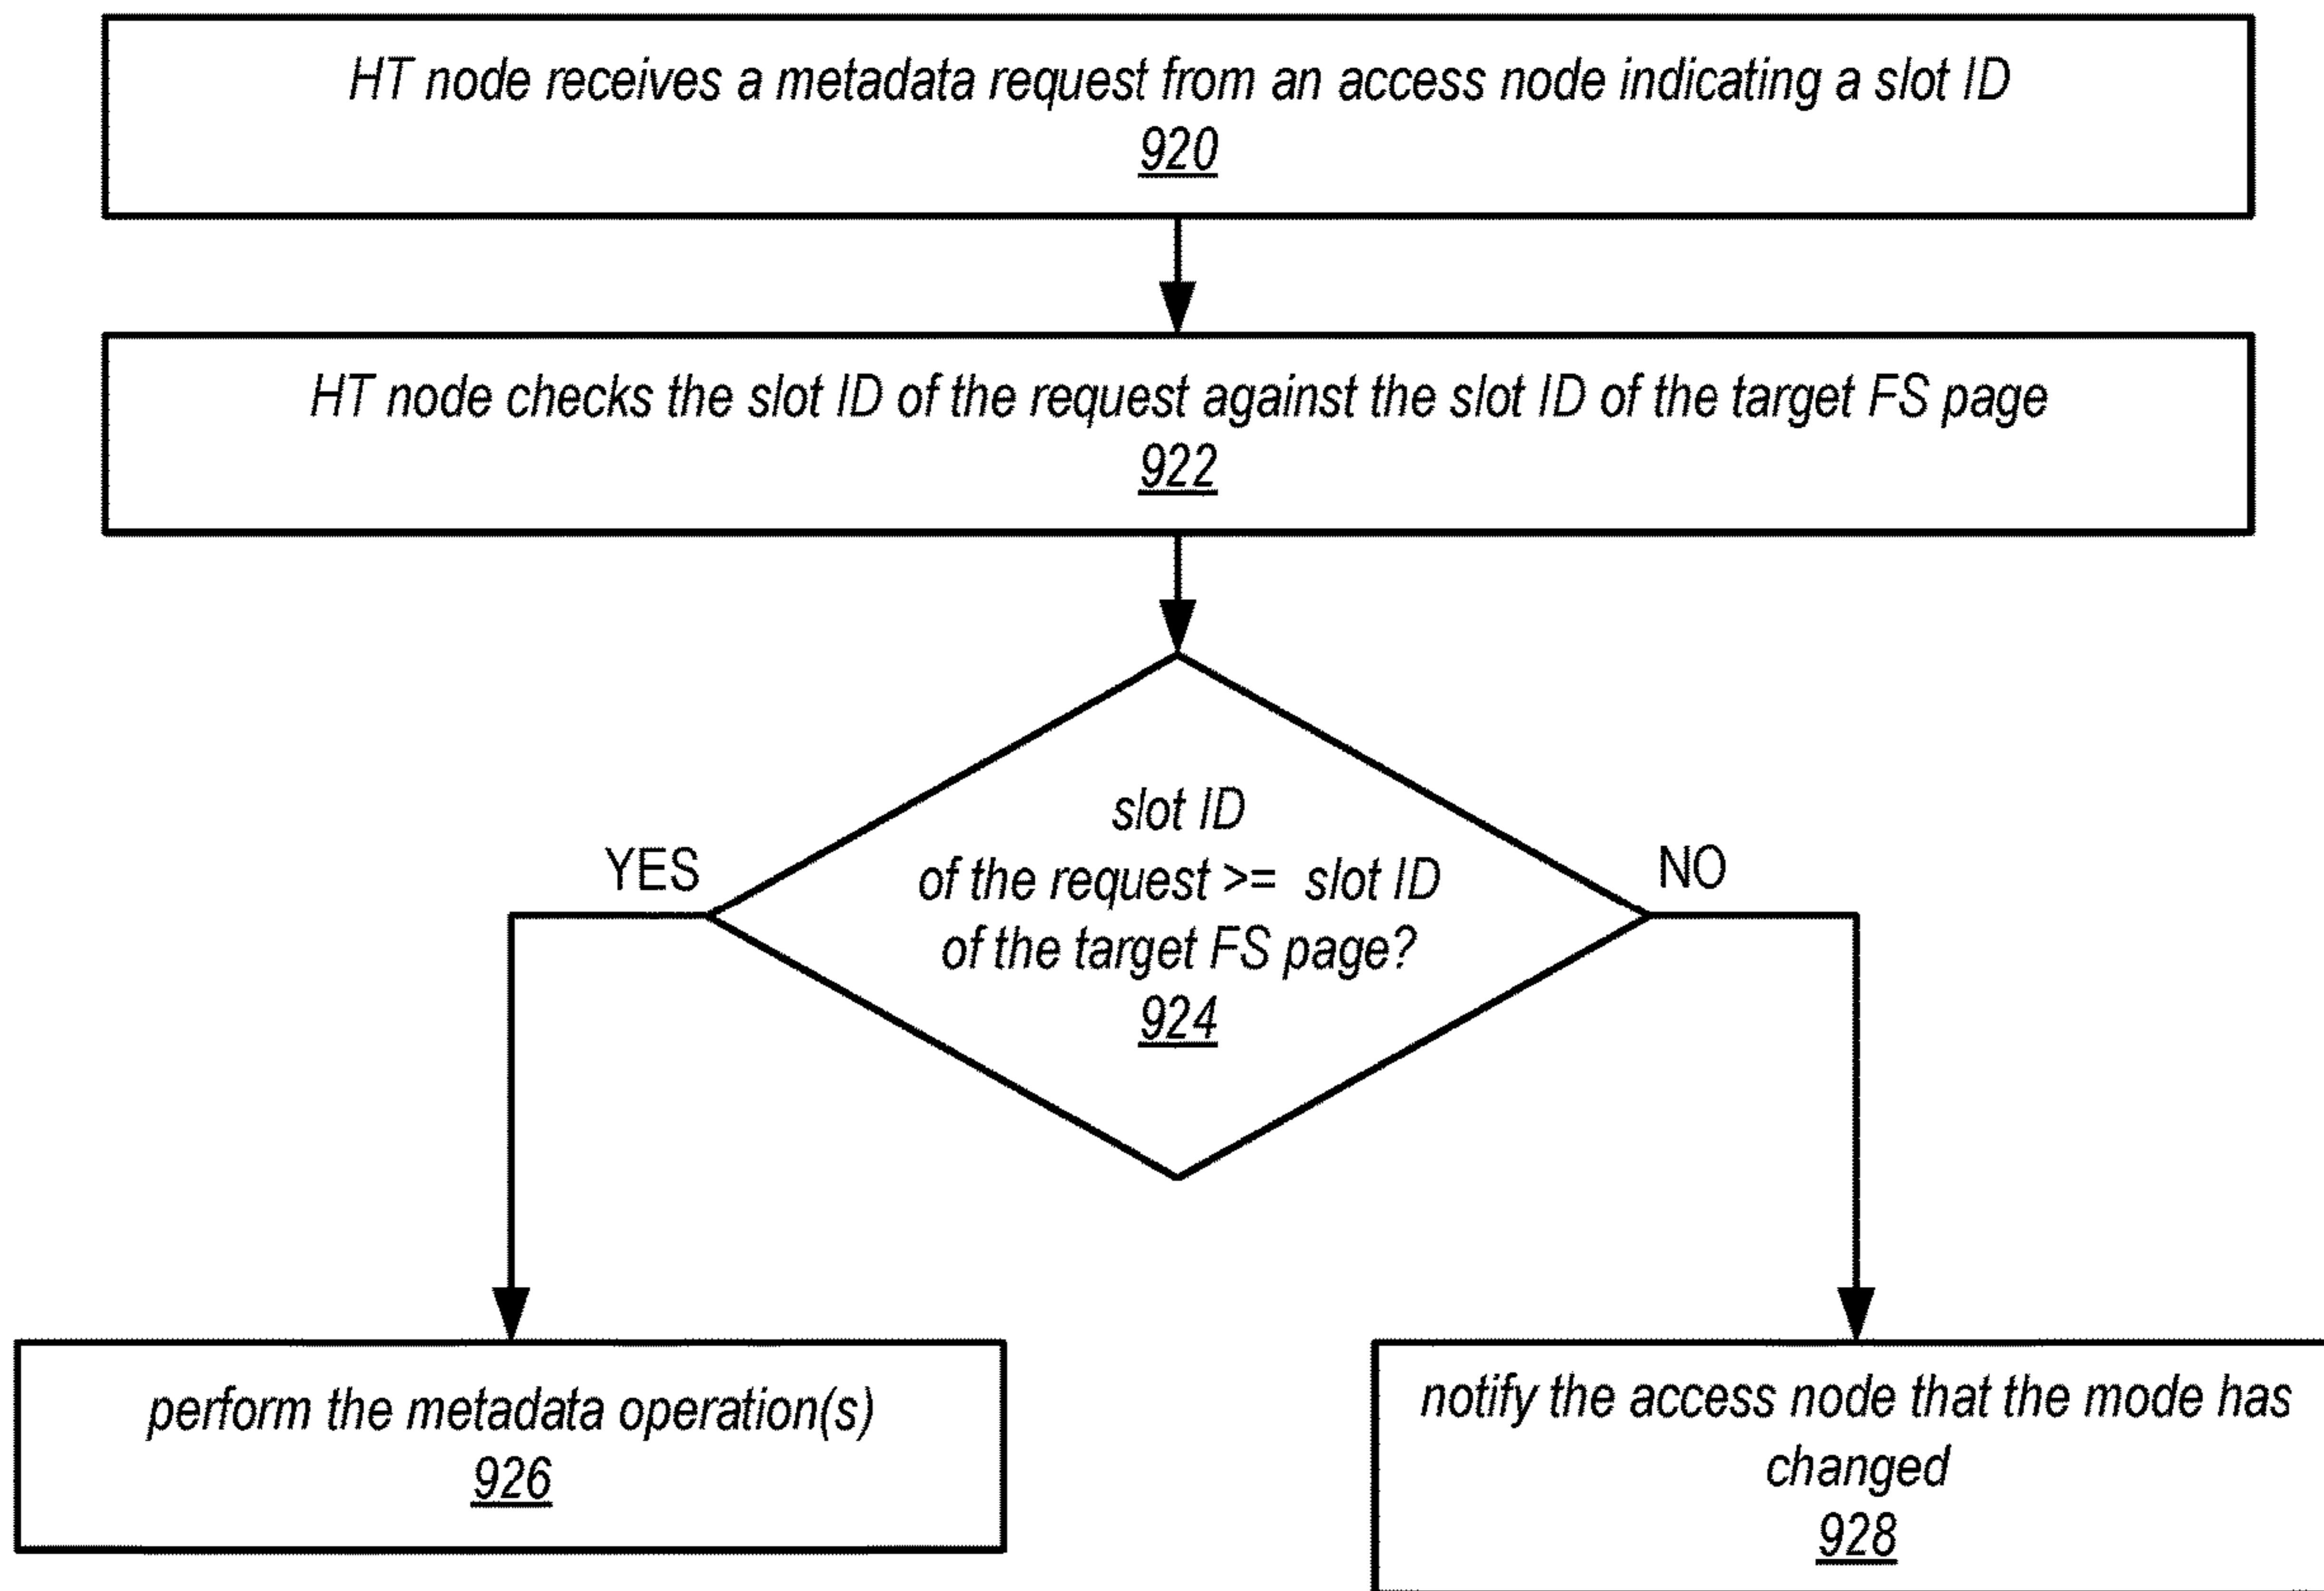 HT node receives a metadata request from an access node indicating a slot ID
920
HT node checks the slot ID of the request against the slot ID of the target FS page
922
slot ID
of the request >= slot ID
of the target FS page?
924
YES
NO
perform the metadata operation(s)
926
notify the access node that the mode has
changed
928